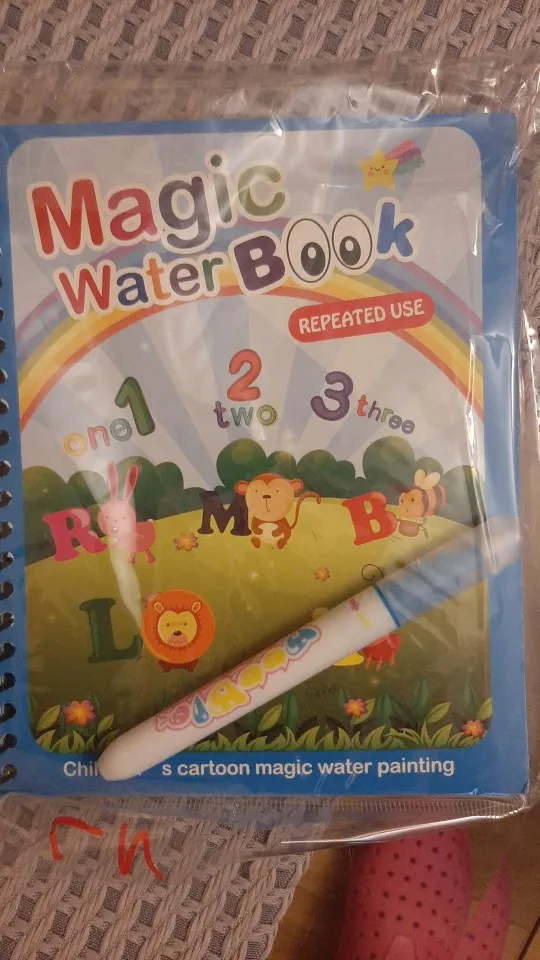 Magic
Water Book
REPEATED USE
1 2 3
one two three
R M B
L
s cartoon magic water painting